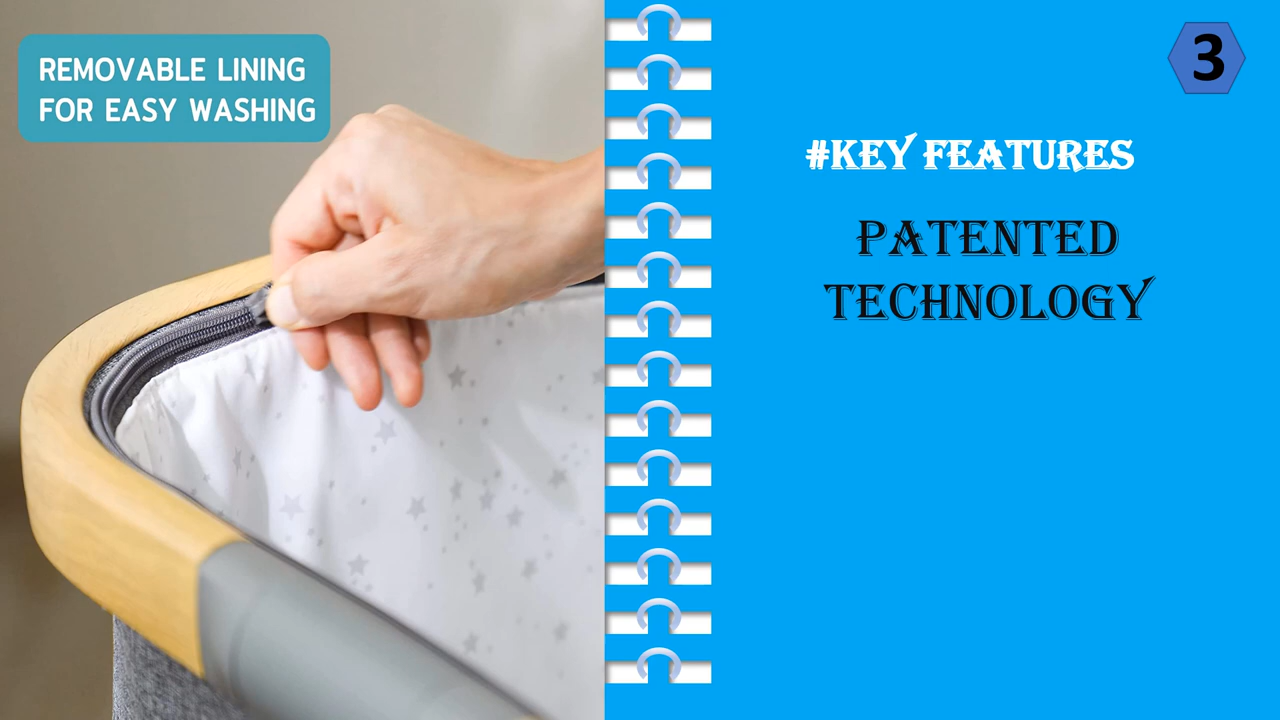 REMOVABLE LINING
FOR EASY WASHING
3
#KEY FEATURES
PATENTED
TECHNOLOGY